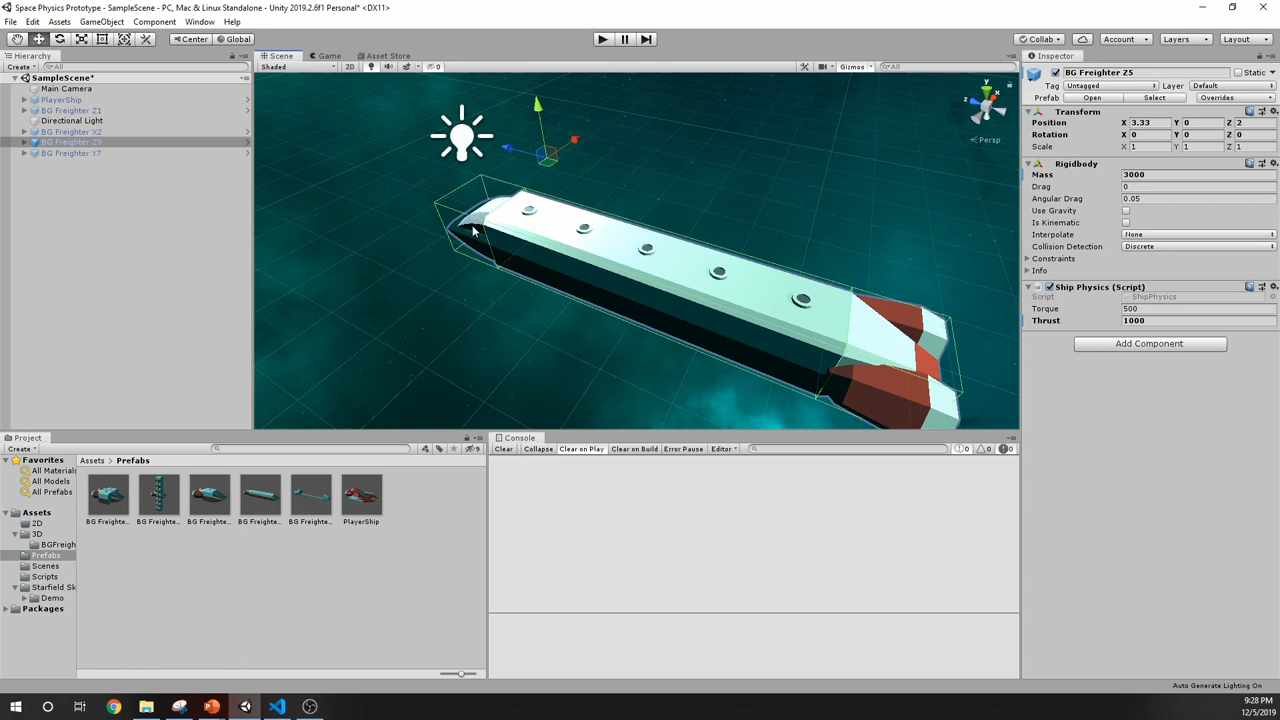 Space Physics Prototype - SampleScene - PC, Mac & Linux Standalone - Unity 2019.2.6f1 Personal* <DX11>
File Edit Assets GameObject Component Window Help
Center Global Collab Account Layers Layout
Hierarchy
Create All
SampleScene*
Main Camera
PlayerShip
BG Freighter Z1
Directional Light
BG Freighter X2
BG Freighter Z5
BG Freighter Y7
Scene Game Asset Store
Shaded 2D 0 Gizmos All
y
x
z
Persp
Inspector
BG Freighter Z5 Static
Tag Untagged Layer Default
Prefab Open Select Overrides
Transform
Position X 3.33 Y 0 Z 2
Rotation X 0 Y 0 Z 0
Scale X 1 Y 1 Z 1
Rigidbody
Mass 3000
Drag 0
Angular Drag 0.05
Use Gravity
Is Kinematic
Interpolate None
Collision Detection Discrete
Constraints
Info
Ship Physics (Script)
Script ShipPhysics
Torque 500
Thrust 1000
Add Component
Project
Create 9
Favorites
All Materials
All Models
All Prefabs
Assets
2D
3D
BGFreigh
Prefabs
Scenes
Scripts
Starfield Sk
Demo
Packages
Assets > Prefabs
BG Freighte... BG Freighte... BG Freighte... BG Freighte... BG Freighte... PlayerShip
Console
Clear Collapse Clear on Play Clear on Build Error Pause Editor 0 0 0
Auto Generate Lighting On
9:28 PM
12/5/2019